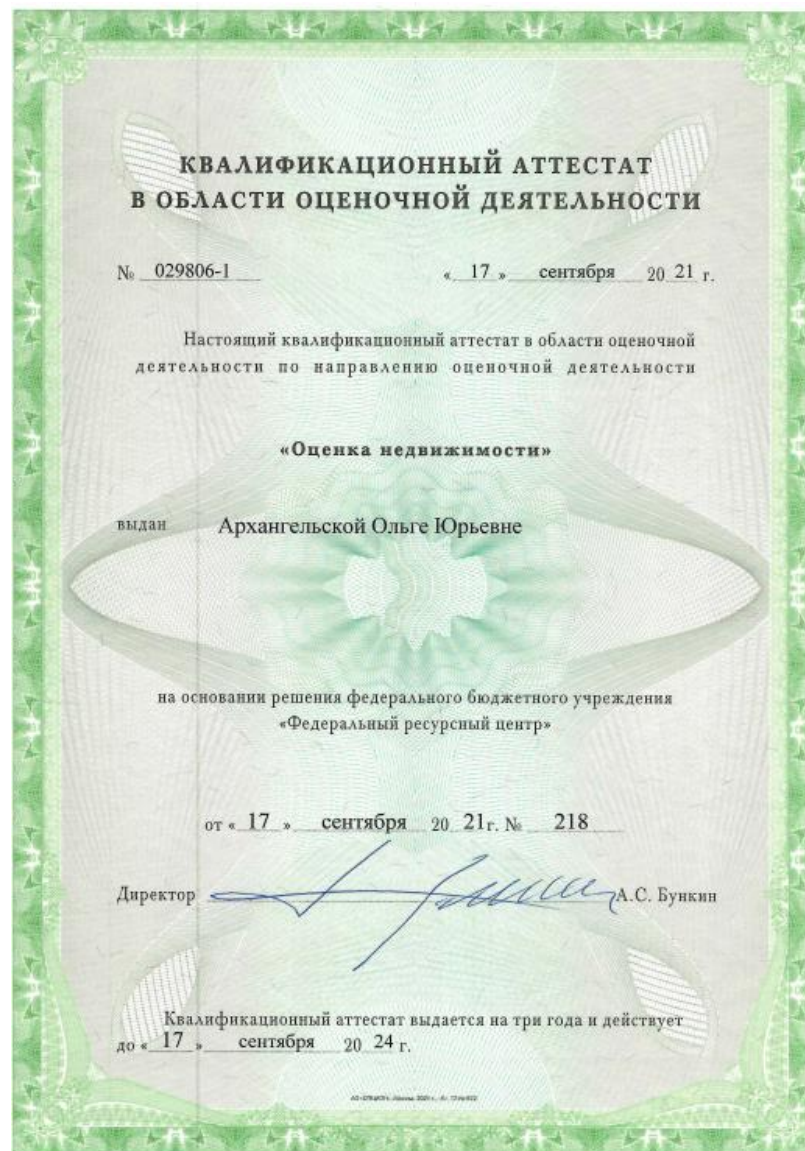 КВАЛИФИКАЦИОННЫЙ АТТЕСТАТ
В ОБЛАСТИ ОЦЕНОЧНОЙ ДЕЯТЕЛЬНОСТИ
№ 029806-1 « 17 » сентября 20 21 г.
Настоящий квалификационный аттестат в области оценочной
деятельности по направлению оценочной деятельности
«Оценка недвижимости»
выдан Архангельской Ольге Юрьевне
на основании решения федерального бюджетного учреждения
«Федеральный ресурсный центр»
от « 17 » сентября 20 21 г. № 218
Директор А.С. Бункин
Квалификационный аттестат выдается на три года и действует
до « 17 » сентября 20 24 г.